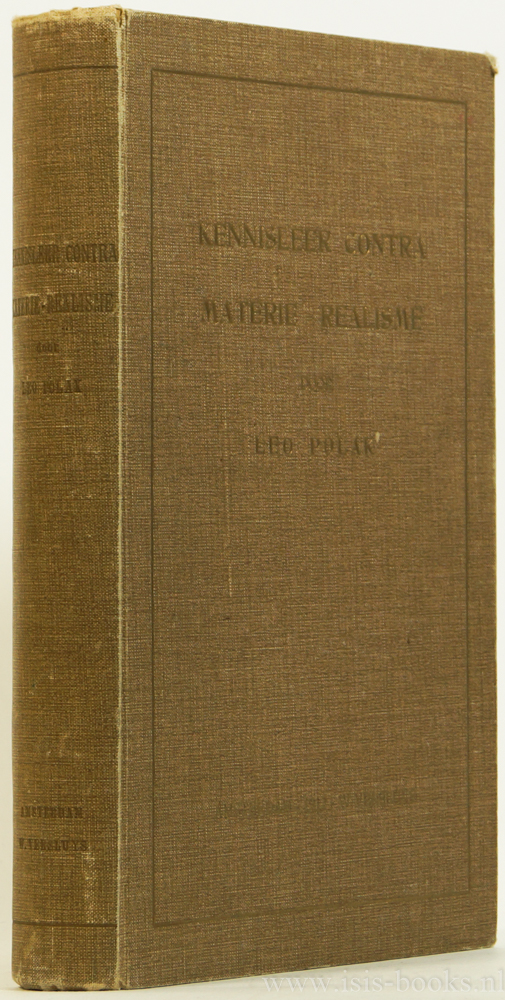 KENNISLEER CONTRA
MATERIE-REALISME
DOOR
LEO POLAK
KENNISLEER CONTRA
MATERIE-REALISME
DOOR
LEO POLAK
AMSTERDAM
W. VERSLUYS
www.isis-books.nl